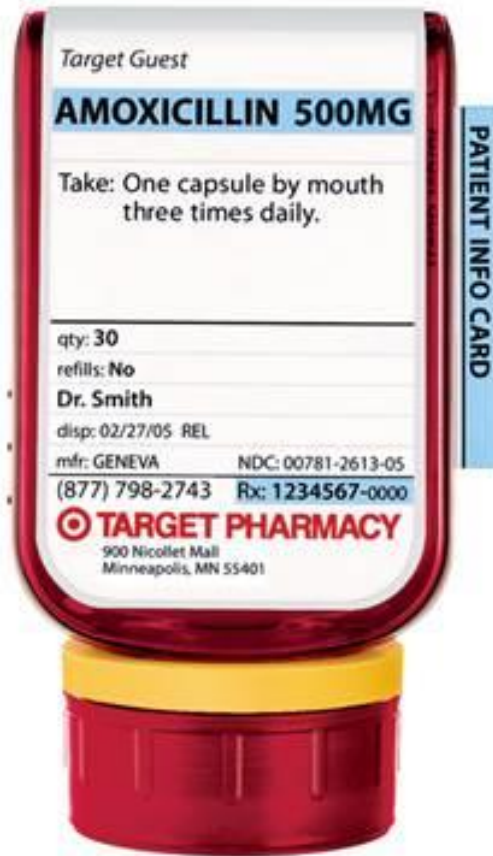 Target Guest
AMOXICILLIN 500MG
Take: One capsule by mouth
three times daily.
qty: 30
refills: No
Dr. Smith
disp: 02/27/05 REL
mfr: GENEVA NDC: 00781-2613-05
(877) 798-2743 Rx: 1234567-0000
TARGET PHARMACY
900 Nicollet Mall
Minneapolis, MN 55401
PATIENT INFO CARD